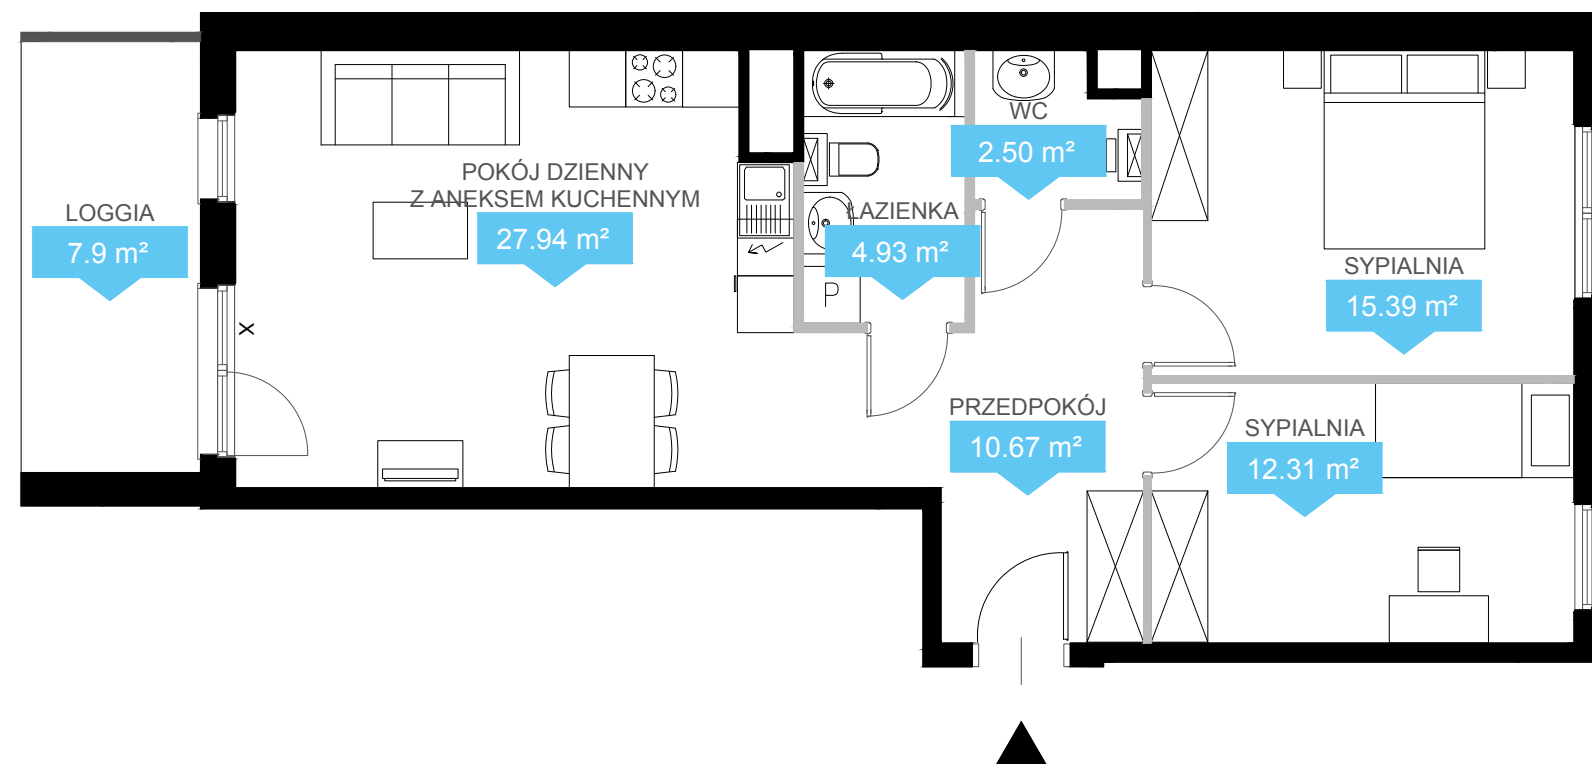 LOGGIA
7.9 m²
POKÓJ DZIENNY
Z ANEKSEM KUCHENNYM
27.94 m²
X
ŁAZIENKA
4.93 m²
P
WC
2.50 m²
PRZEDPOKÓJ
10.67 m²
SYPIALNIA
15.39 m²
SYPIALNIA
12.31 m²